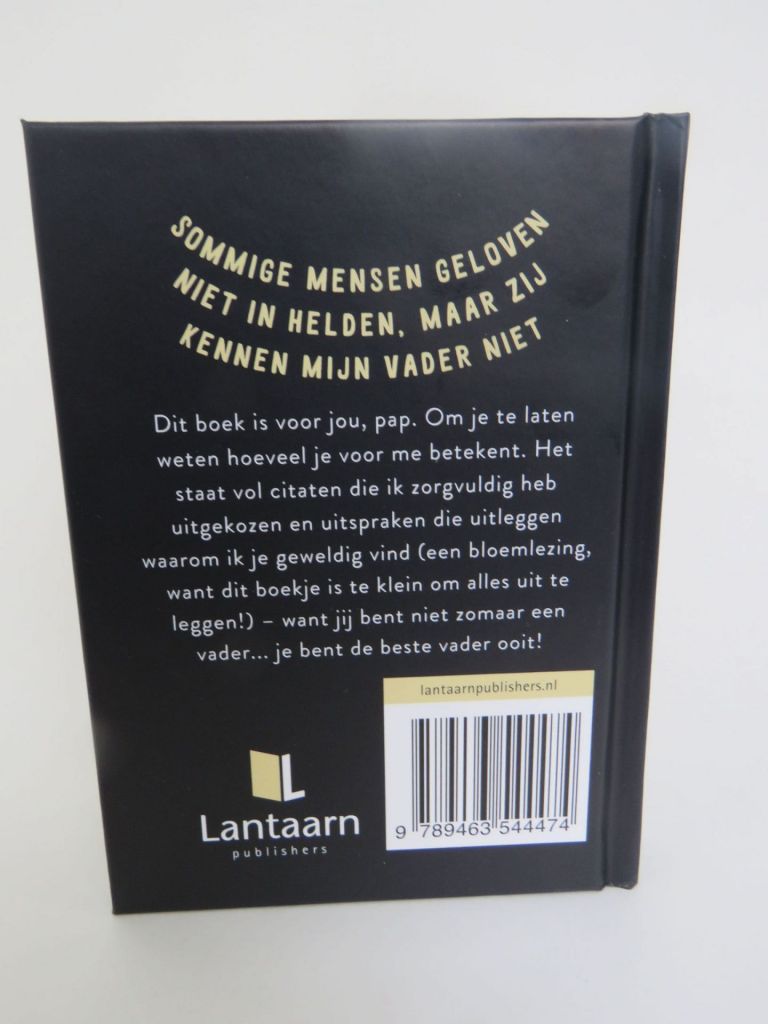 SOMMIGE MENSEN GELOVEN
NIET IN HELDEN, MAAR ZIJ
KENNEN MIJN VADER NIET
Dit boek is voor jou, pap. Om je te laten
weten hoeveel je voor me betekent. Het
staat vol citaten die ik zorgvuldig heb
uitgekozen en uitspraken die uitleggen
waarom ik je geweldig vind (een bloemlezing,
want dit boekje is te klein om alles uit te
leggen!) – want jij bent niet zomaar een
vader... je bent de beste vader ooit!
lantaarnpublishers.nl
L
Lantaarn
publishers
9 789463 544474